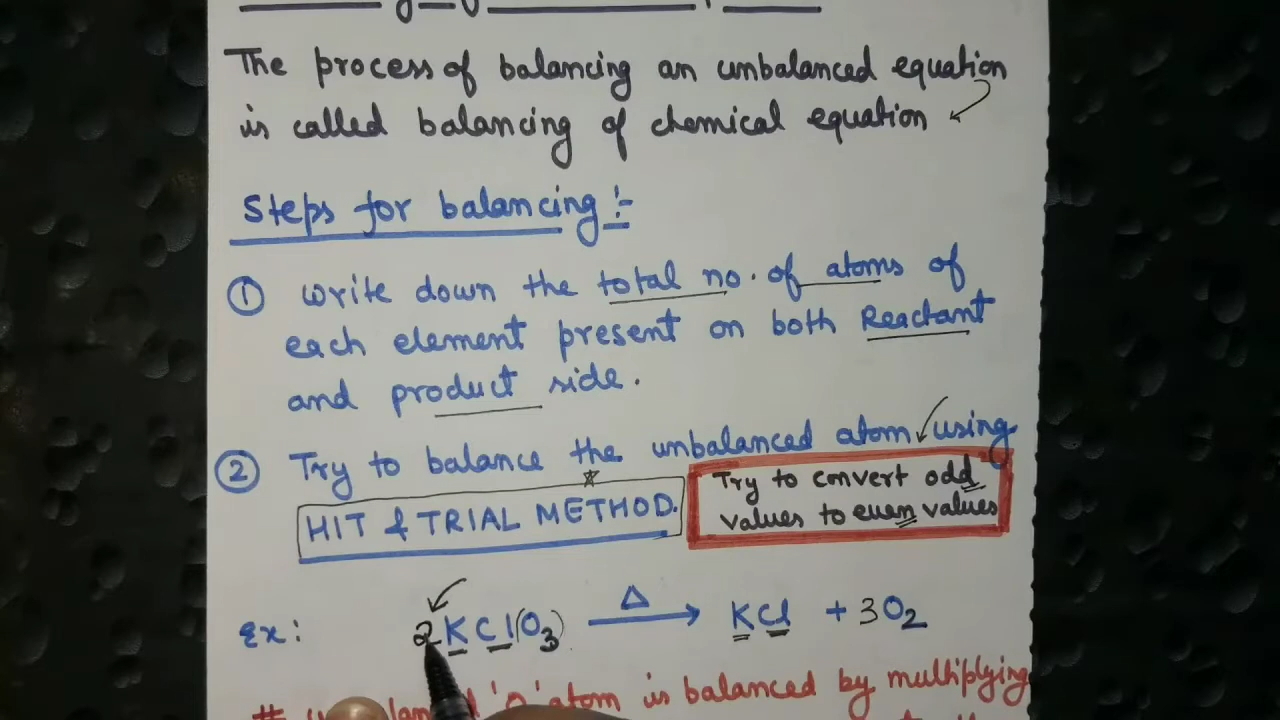 The process of balancing an unbalanced equation
is called balancing of chemical equation
Steps for balancing :-
① Write down the total no. of atoms of
each element present on both Reactant
and product side.
② Try to balance the unbalanced atom using
HIT & TRIAL METHOD.
Try to convert odd
values to even values
Ex: 2KClO3 Δ→ KCl + 3O2
'O' atom is balanced by multiplying